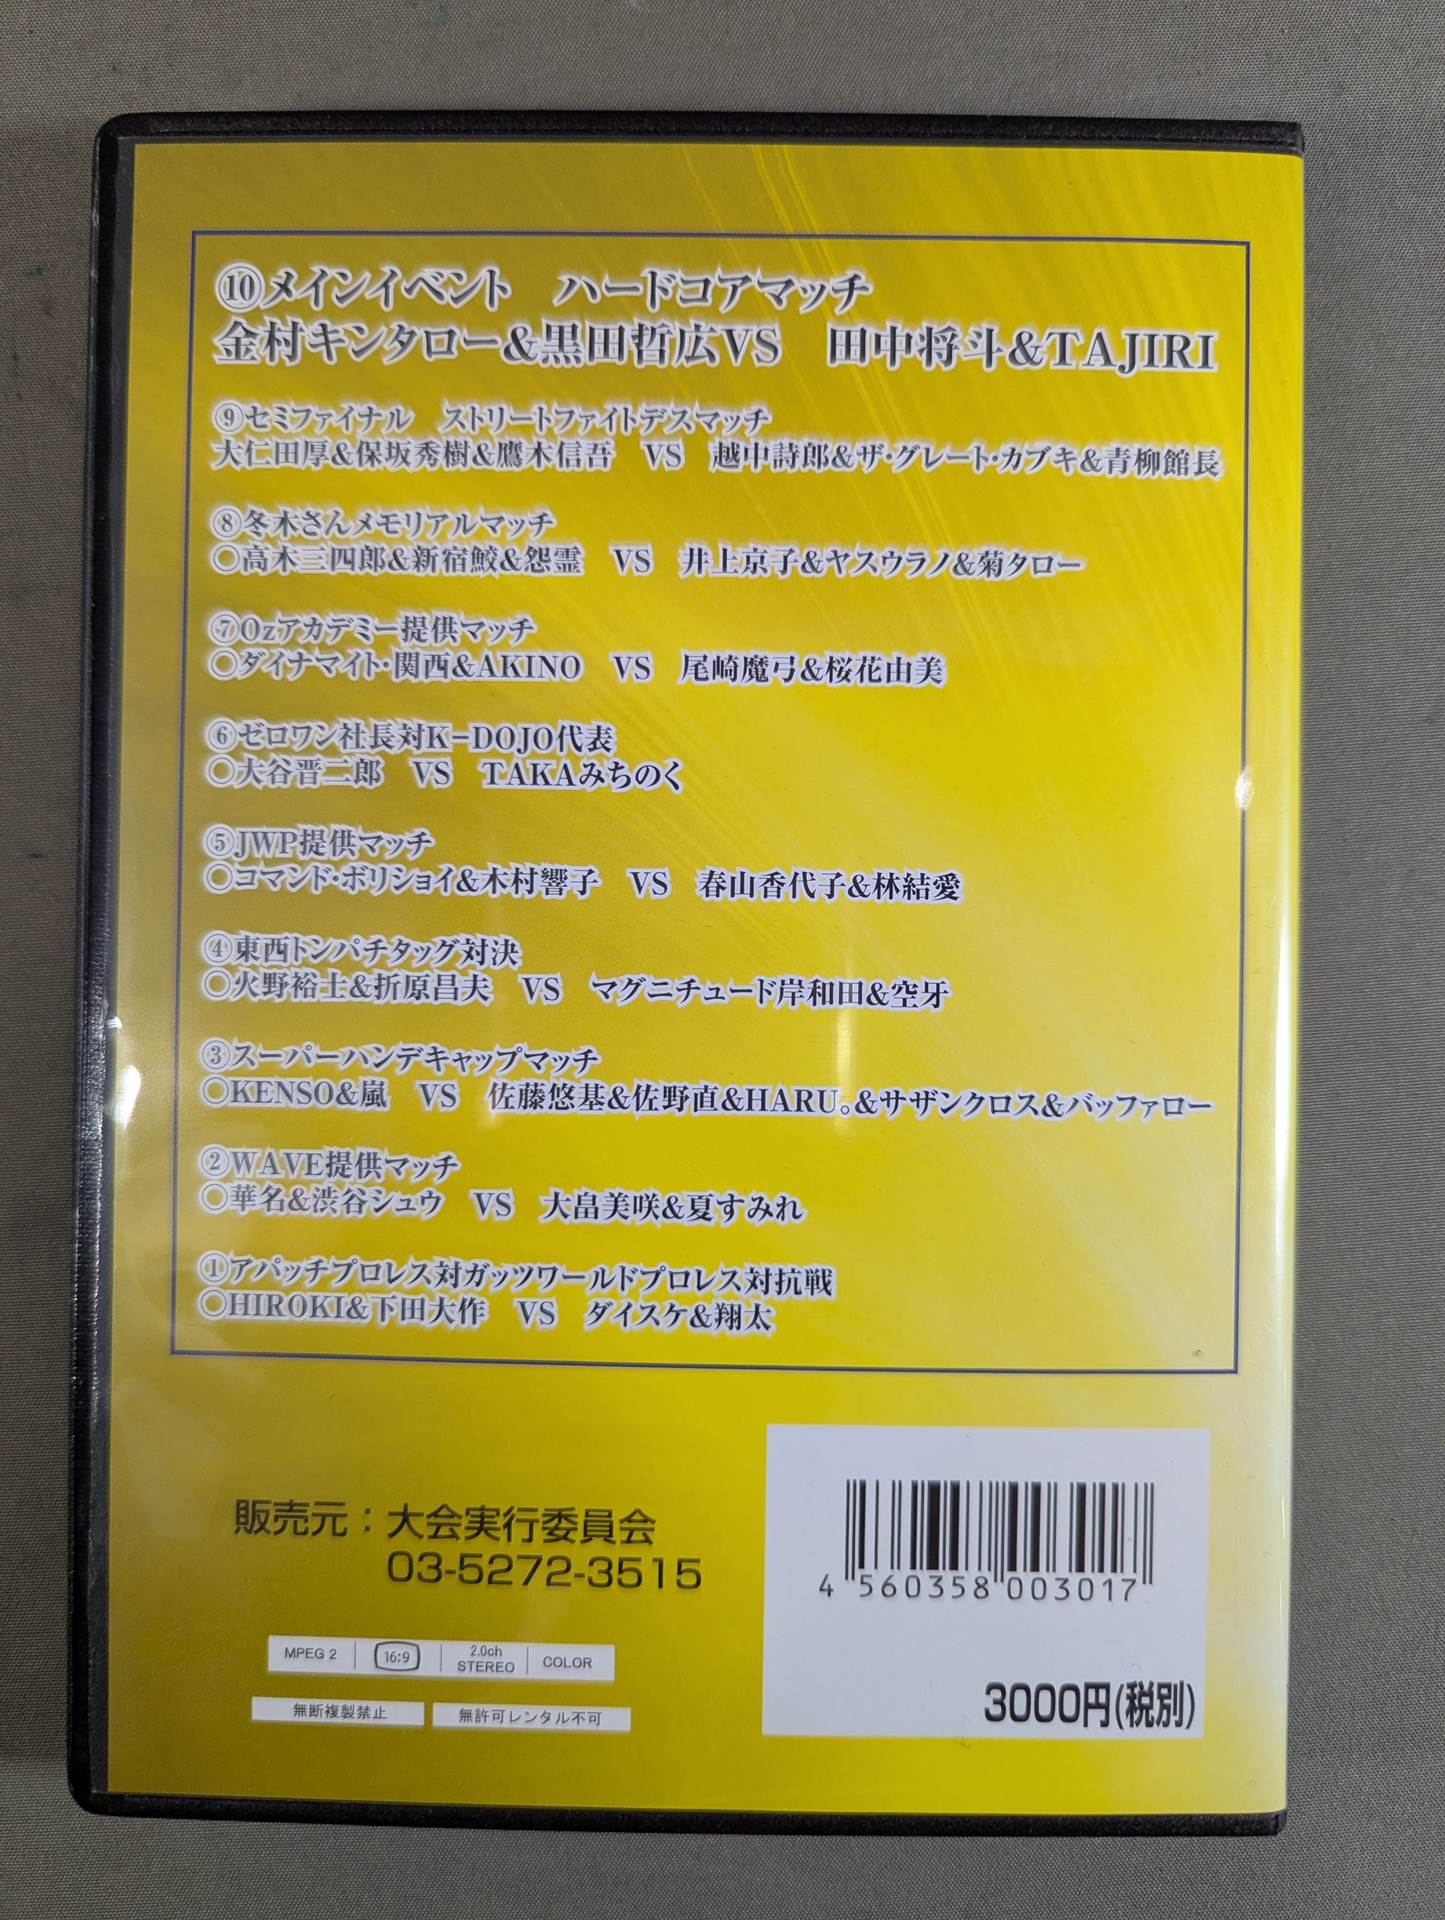 ⑩メインイベント　ハードコアマッチ
金村キンタロー&黒田哲広VS　田中将斗&TAJIRI
⑨セミファイナル　ストリートファイトデスマッチ
大仁田厚&保坂秀樹&鷹木信吾　VS　越中詩郎&ザ・グレート・カブキ&青柳館長
⑧冬木さんメモリアルマッチ
○高木三四郎&新宿鮫&怨霊　VS　井上京子&ヤスウラノ&菊タロー
⑦Ozアカデミー提供マッチ
○ダイナマイト・関西&AKINO　VS　尾崎魔弓&桜花由美
⑥ゼロワン社長対K-DOJO代表
○大谷晋二郎　VS　TAKAみちのく
⑤JWP提供マッチ
○コマンド・ボリショイ&木村響子　VS　春山香代子&林結愛
④東西トンパチタッグ対決
○火野裕士&折原昌夫　VS　マグニチュード岸和田&空牙
③スーパーハンデキャップマッチ
○KENSO&嵐　VS　佐藤悠基&佐野直&HARU。&サザンクロス&バッファロー
②WAVE提供マッチ
○華名&渋谷シュウ　VS　大畠美咲&夏すみれ
①アパッチプロレス対ガッツワールドプロレス対抗戦
○HIROKI&下田大作　VS　ダイスケ&翔太
販売元：大会実行委員会
03-5272-3515
4 560358 003017
MPEG 2 16:9 2.0ch STEREO COLOR
3000円(税別)
無断複製禁止 無許可レンタル不可